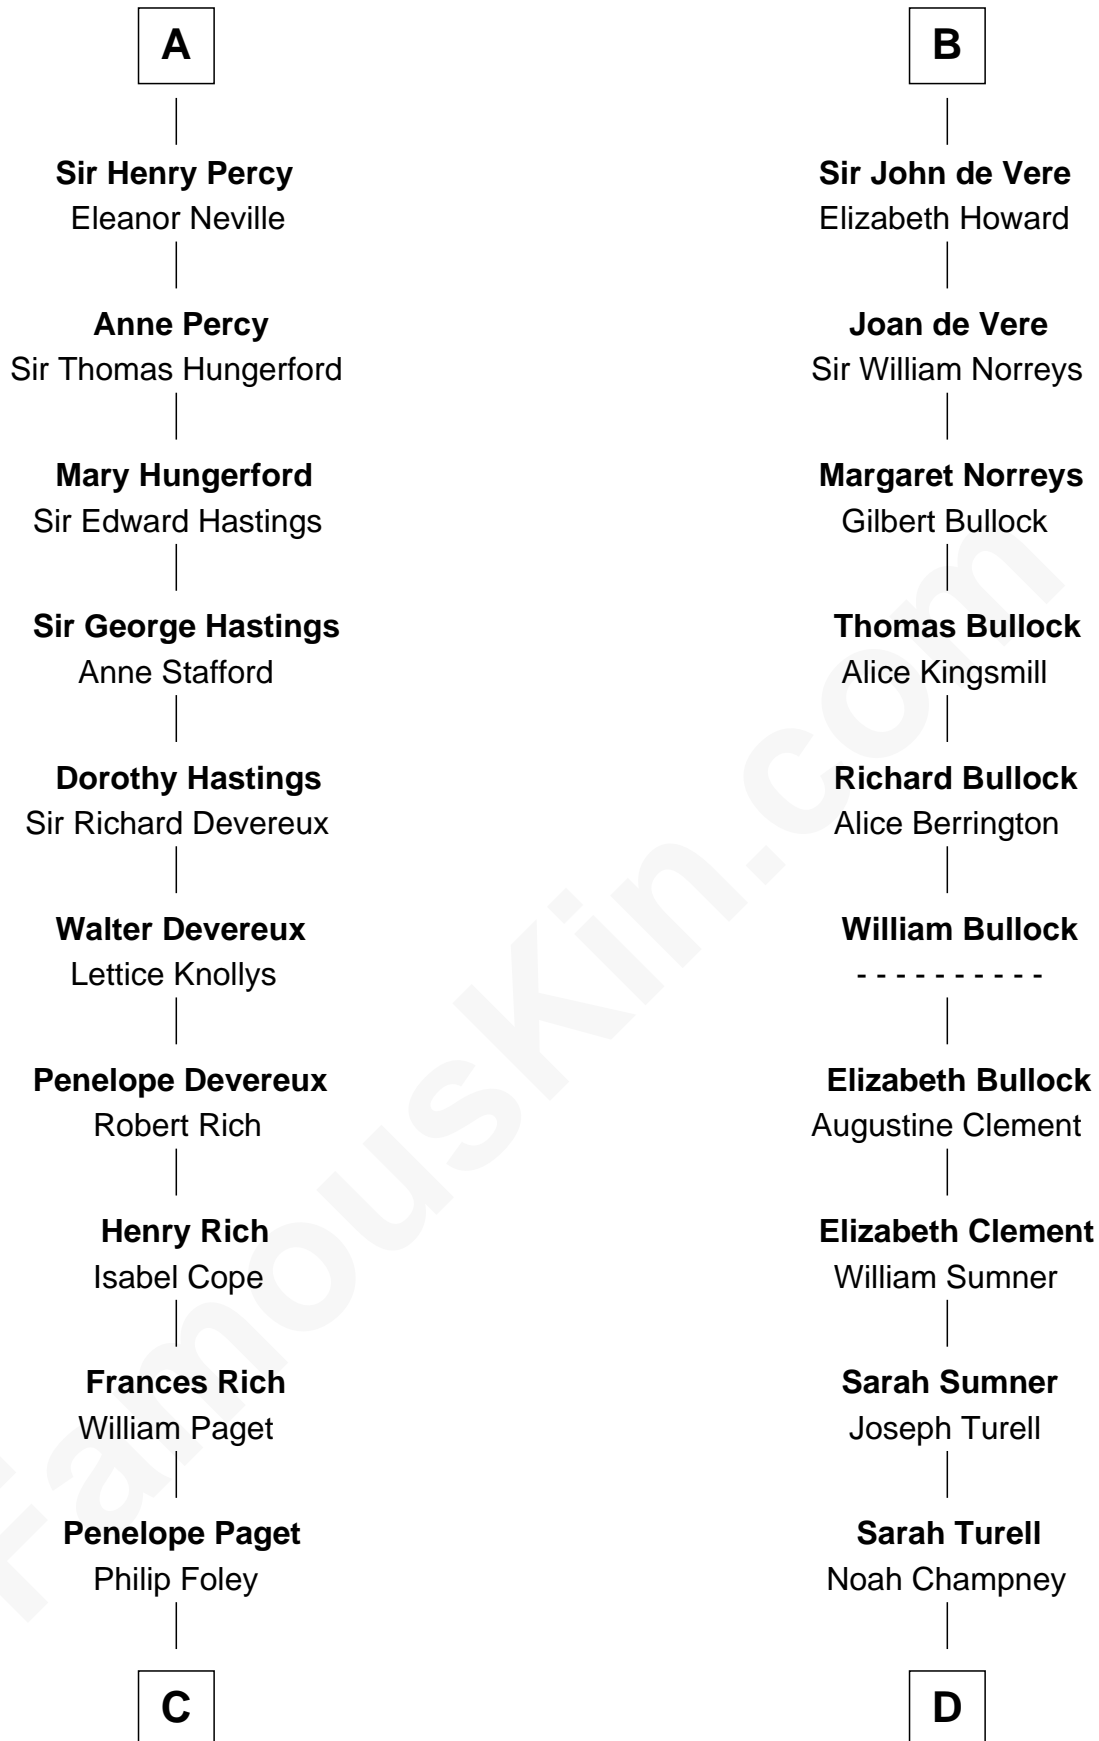 A
Sir Henry Percy
Eleanor Neville
Anne Percy
Sir Thomas Hungerford
Mary Hungerford
Sir Edward Hastings
Sir George Hastings
Anne Stafford
Dorothy Hastings
Sir Richard Devereux
Walter Devereux
Lettice Knollys
Penelope Devereux
Robert Rich
Henry Rich
Isabel Cope
Frances Rich
William Paget
Penelope Paget
Philip Foley
C
B
Sir John de Vere
Elizabeth Howard
Joan de Vere
Sir William Norreys
Margaret Norreys
Gilbert Bullock
Thomas Bullock
Alice Kingsmill
Richard Bullock
Alice Berrington
William Bullock
- - - - - - - - - -
Elizabeth Bullock
Augustine Clement
Elizabeth Clement
William Sumner
Sarah Sumner
Joseph Turell
Sarah Turell
Noah Champney
D
FamousKin.com